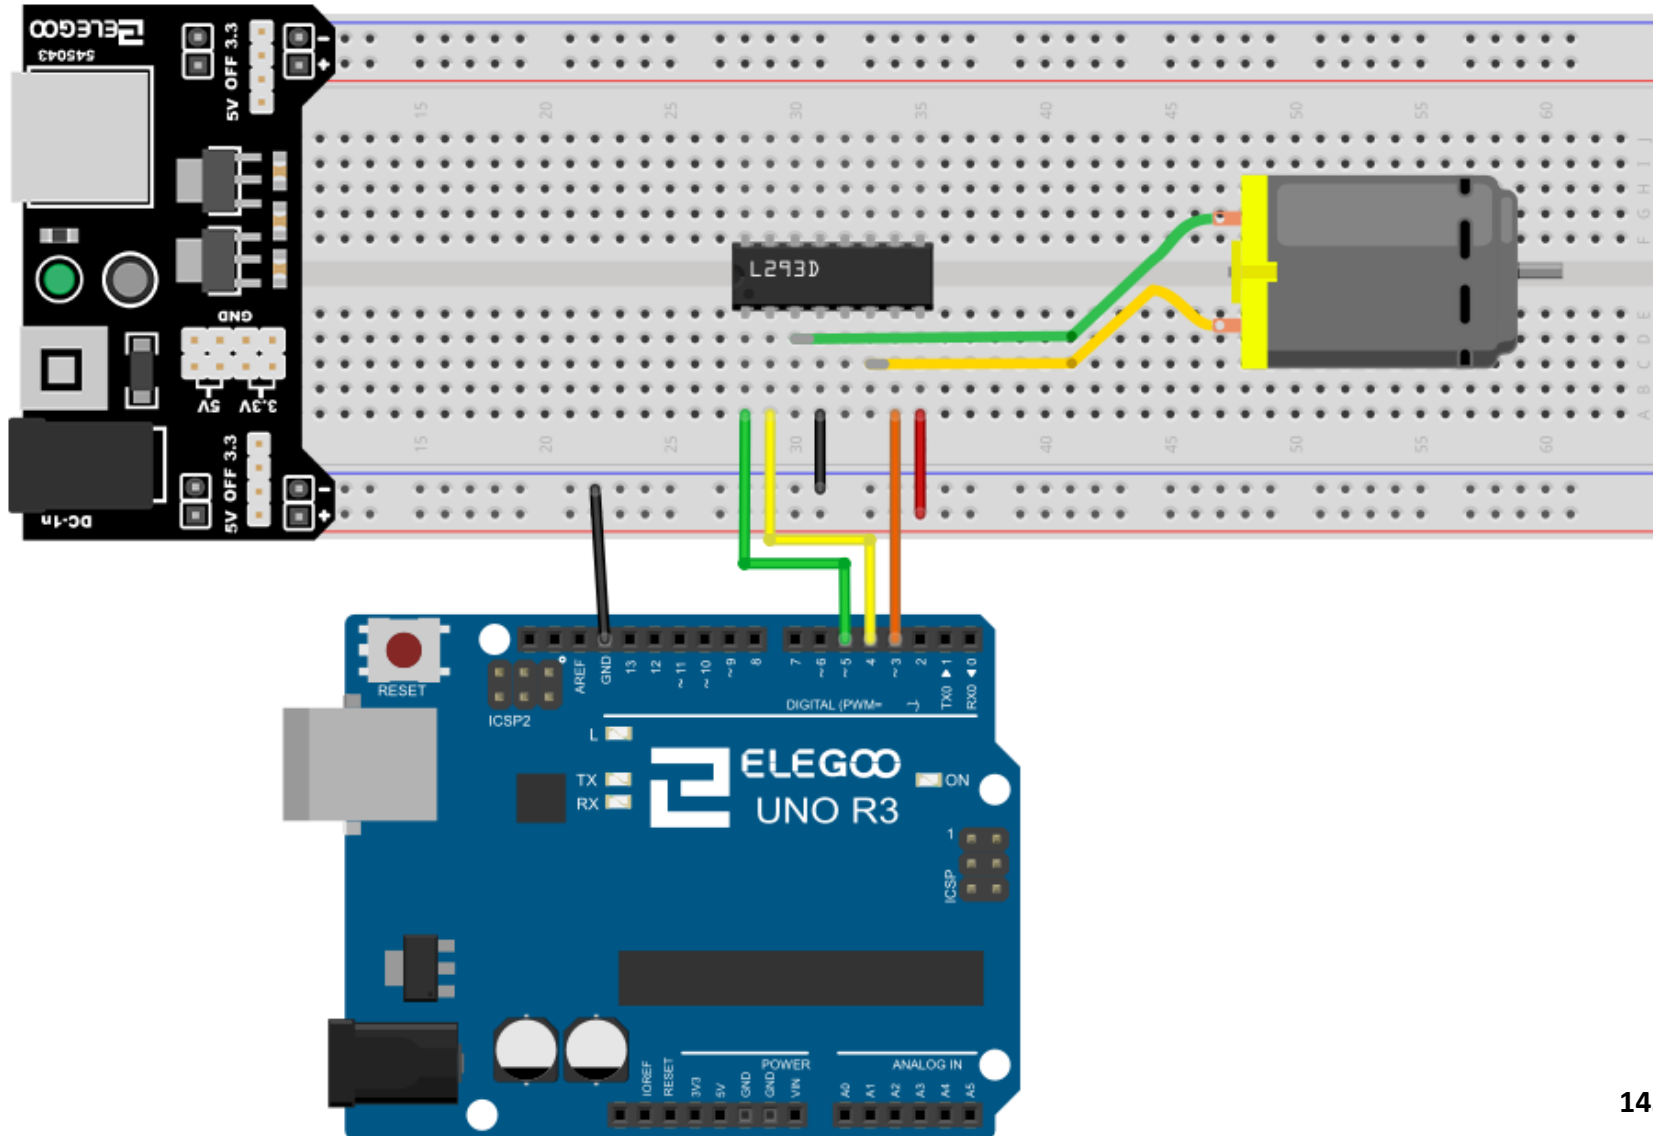 ELEGOO
545043
5V OFF 3.3
-
+
15 20 25 30 35 40 45 50 55 60
J
I
H
G
F
L293D
GND
5V
3.3V
E
D
C
B
A
15 20 25 30 35 40 45 50 55 60
5V OFF 3.3
-
+
DC-1n
RESET
ICSP2
AREF
GND
13
12
~11
~10
~9
8
7
~6
~5
4
~3
2
TX0 ▶ 1
RX0 ◀ 0
DIGITAL (PWM= ~)
L
TX
RX
ELEGOO
UNO R3
ON
1
ICSP
IOREF
RESET
3V3
5V
GND
GND
VIN
POWER
ANALOG IN
A0
A1
A2
A3
A4
A5